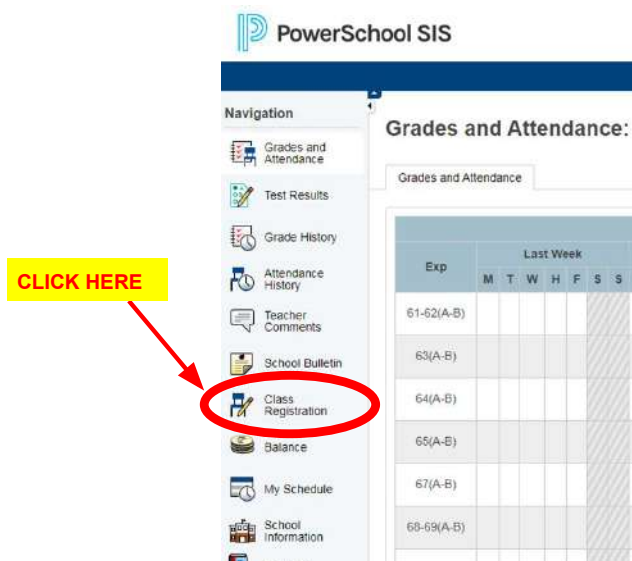 PowerSchool SIS
Navigation
Grades and
Attendance
Test Results
Grade History
Attendance
History
Teacher
Comments
School Bulletin
Class
Registration
Balance
My Schedule
School
Information
CLICK HERE
Grades and Attendance:
Grades and Attendance
Exp
Last Week
M T W H F S S
61-62(A-B)
63(A-B)
64(A-B)
65(A-B)
67(A-B)
68-69(A-B)